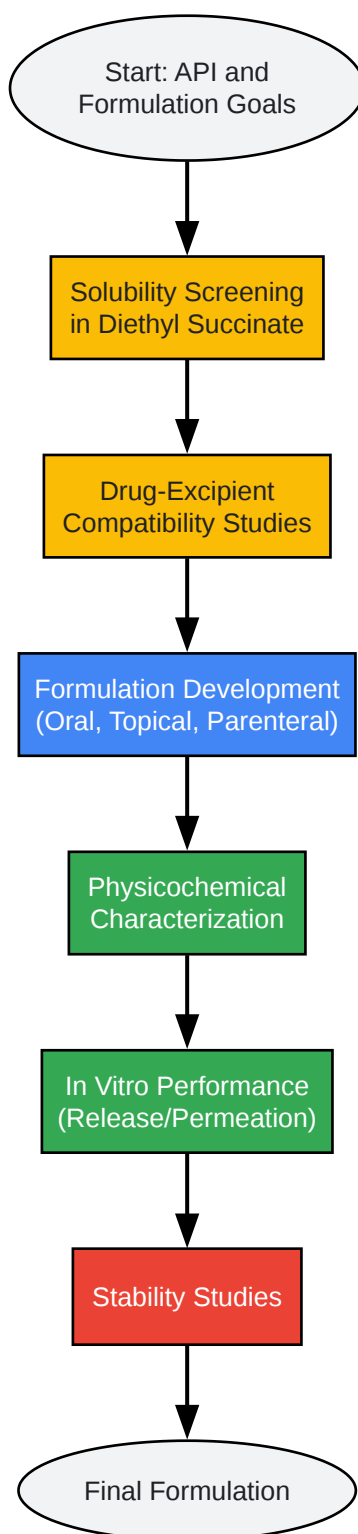 Start: API and
Formulation Goals
Solubility Screening
in Diethyl Succinate
Drug-Excipient
Compatibility Studies
Formulation Development
(Oral, Topical, Parenteral)
Physicochemical
Characterization
In Vitro Performance
(Release/Permeation)
Stability Studies
Final Formulation